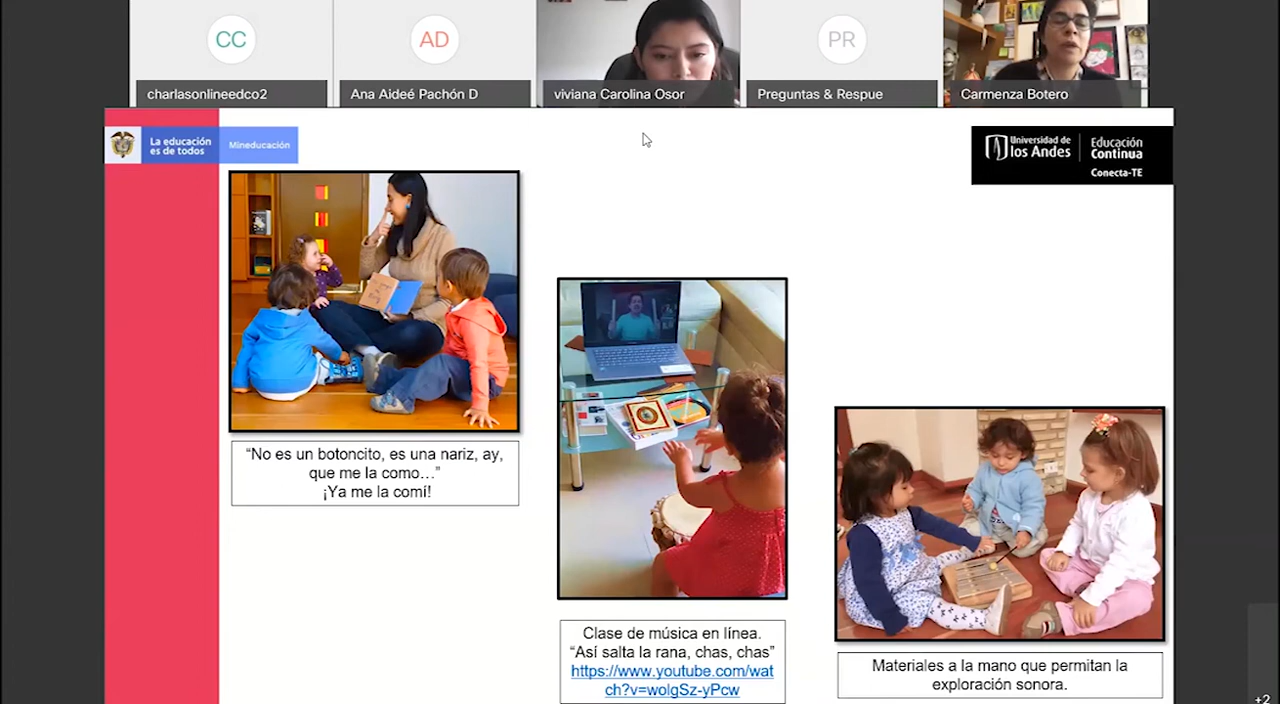 CC
AD
PR
charlasonlineedco2
Ana Aideé Pachón D
viviana Carolina Osor
Preguntas & Respue
Carmenza Botero
La educación
es de todos
Mineducación
Universidad de
los Andes
Educación
Continua
Conecta-TE
“No es un botoncito, es una nariz, ay,
que me la como…”
¡Ya me la comí!
Clase de música en línea.
“Así salta la rana, chas, chas”
https://www.youtube.com/wat
ch?v=wolgSz-yPcw
Materiales a la mano que permitan la
exploración sonora.
+2